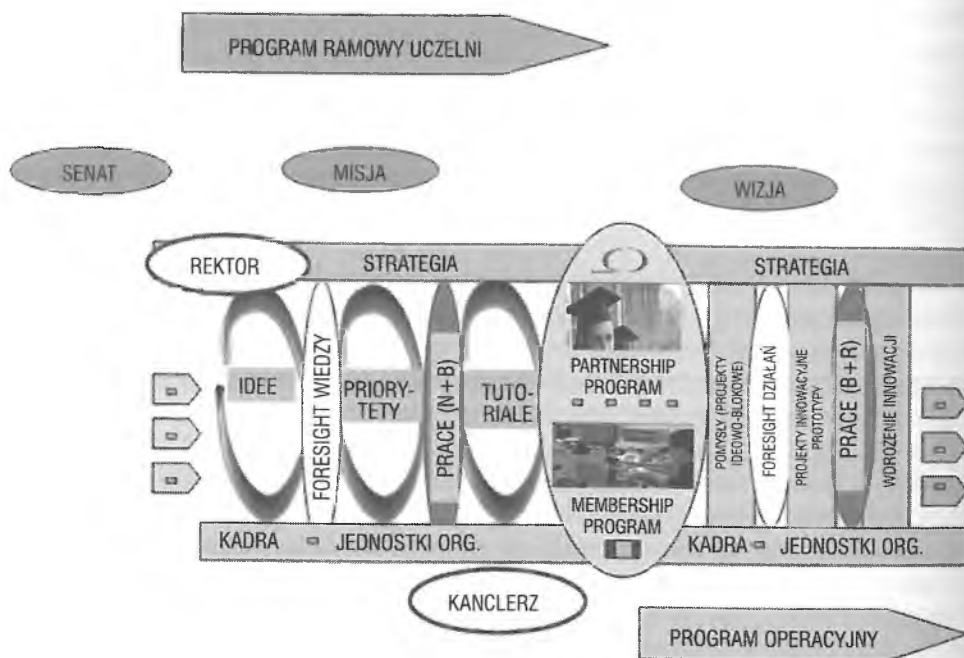 PROGRAM RAMOWY UCZELNI
SENAT
MISJA
WIZJA
REKTOR
STRATEGIA
STRATEGIA
IDEE
FORESIGHT WIEDZY
PRIORY-
TETY
PRACE (N+B)
TUTO-
RIALE
PARTNERSHIP
PROGRAM
MEMBERSHIP
PROGRAM
POMYSŁY (PROJEKTY
IDEOWO-BLOKOWE)
FORESIGHT DZIAŁAŃ
PROJEKTY INNOWACYJNE
PROTOTYPY
PRACE (B+R)
WOROZENIE INNOWACJI
KADRA
JEDNOSTKI ORG.
KADRA
JEDNOSTKI ORG.
KANCLERZ
PROGRAM OPERACYJNY